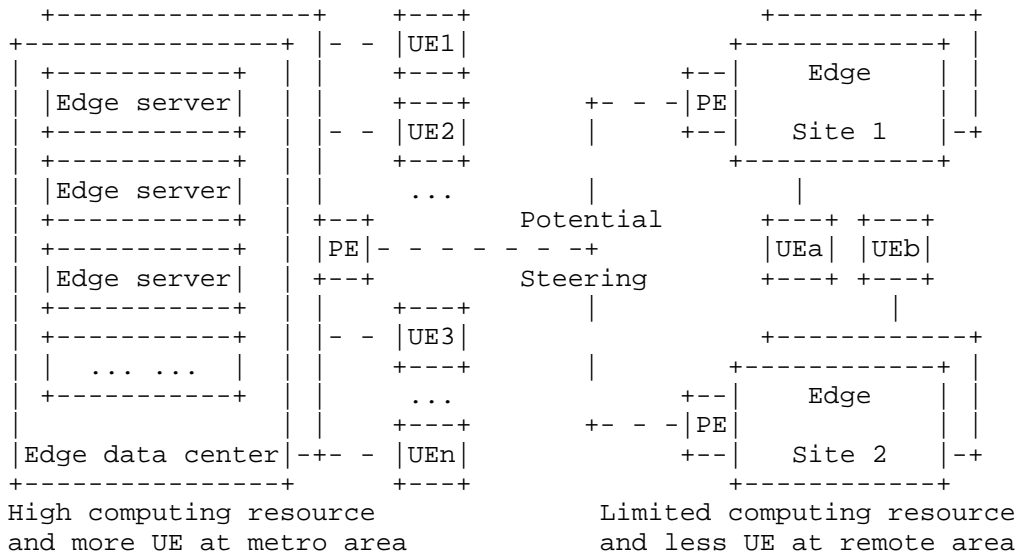 UE1
Edge
Edge server UE2 PE
Site 1
Edge server ...
Potential
PE UEa UEb
Edge server Steering
UE3
... ...
... Edge
PE
Edge data center UEn Site 2
High computing resource Limited computing resource
and more UE at metro area and less UE at remote area